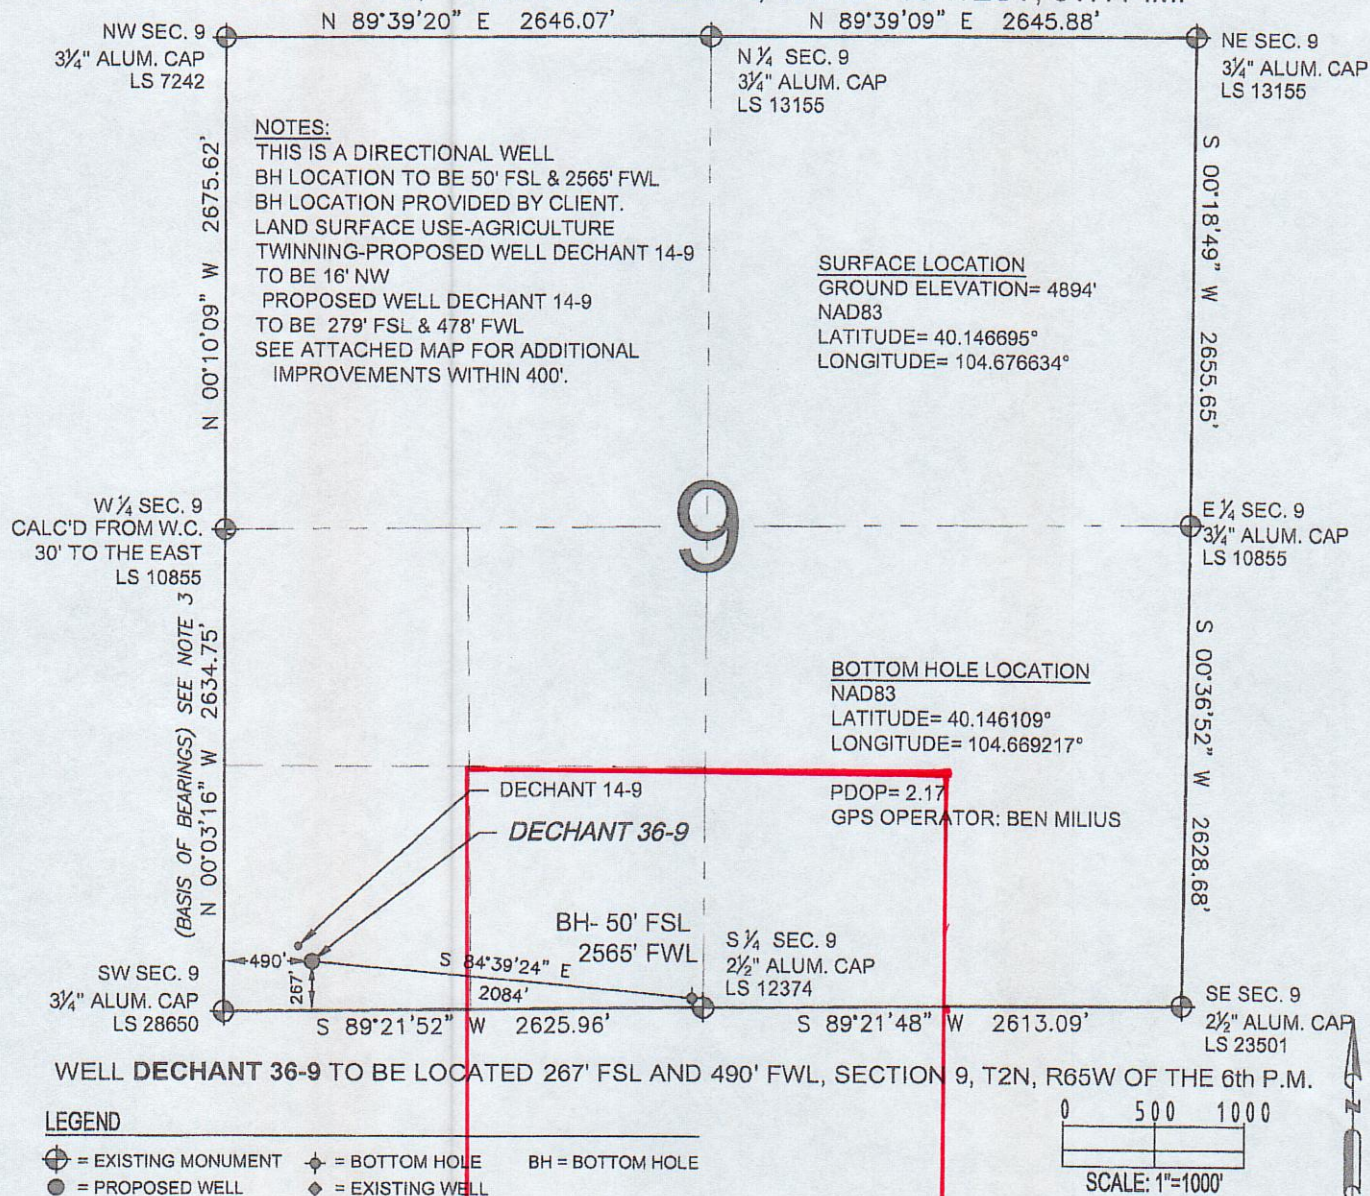 N 89°39'20" E 2646.07'
N 89°39'09" E 2645.88'
NW SEC. 9
3¼" ALUM. CAP
LS 7242
N ¼ SEC. 9
3¼" ALUM. CAP
LS 13155
NE SEC. 9
3¼" ALUM. CAP
LS 13155
NOTES:
THIS IS A DIRECTIONAL WELL
BH LOCATION TO BE 50' FSL & 2565' FWL
BH LOCATION PROVIDED BY CLIENT.
LAND SURFACE USE-AGRICULTURE
TWINNING-PROPOSED WELL DECHANT 14-9
TO BE 16' NW
PROPOSED WELL DECHANT 14-9
TO BE 279' FSL & 478' FWL
SEE ATTACHED MAP FOR ADDITIONAL
IMPROVEMENTS WITHIN 400'.
N 00°10'09" W 2675.62'
SURFACE LOCATION
GROUND ELEVATION= 4894'
NAD83
LATITUDE= 40.146695°
LONGITUDE= 104.676634°
S 00°18'49" W 2655.65'
W ¼ SEC. 9
CALC'D FROM W.C.
30' TO THE EAST
LS 10855
9
E ¼ SEC. 9
3¼" ALUM. CAP
LS 10855
(BASIS OF BEARINGS) SEE NOTE 3
N 00°03'16" W 2634.75'
BOTTOM HOLE LOCATION
NAD83
LATITUDE= 40.146109°
LONGITUDE= 104.669217°
PDOP= 2.17
GPS OPERATOR: BEN MILIUS
S 00°36'52" W 2628.68'
DECHANT 14-9
DECHANT 36-9
BH- 50' FSL
2565' FWL
490'
267'
S 84°39'24" E
2084'
S ¼ SEC. 9
2½" ALUM. CAP
LS 12374
SW SEC. 9
3¼" ALUM. CAP
LS 28650
S 89°21'52" W 2625.96'
S 89°21'48" W 2613.09'
SE SEC. 9
2½" ALUM. CAP
LS 23501
WELL DECHANT 36-9 TO BE LOCATED 267' FSL AND 490' FWL, SECTION 9, T2N, R65W OF THE 6th P.M.
LEGEND
= EXISTING MONUMENT
= BOTTOM HOLE
BH = BOTTOM HOLE
= PROPOSED WELL
= EXISTING WELL
0 500 1000
SCALE: 1"=1000'
N